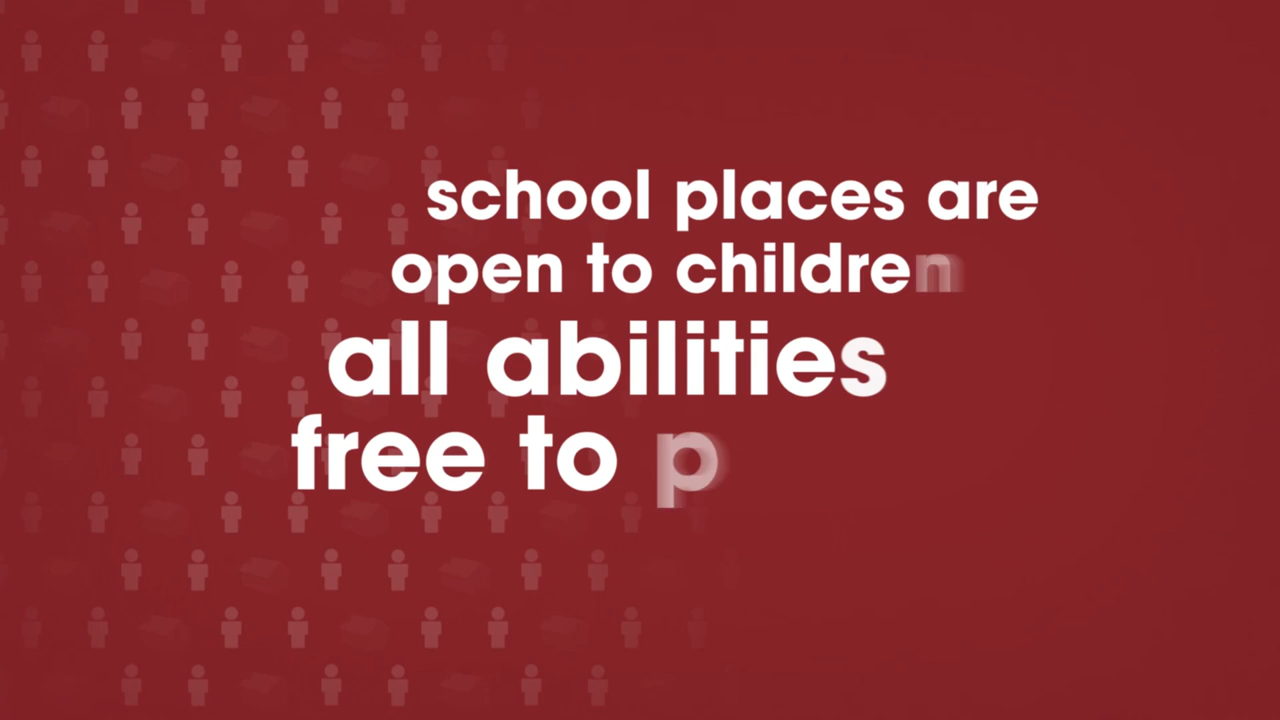 school places are
open to children
all abilities
free to p